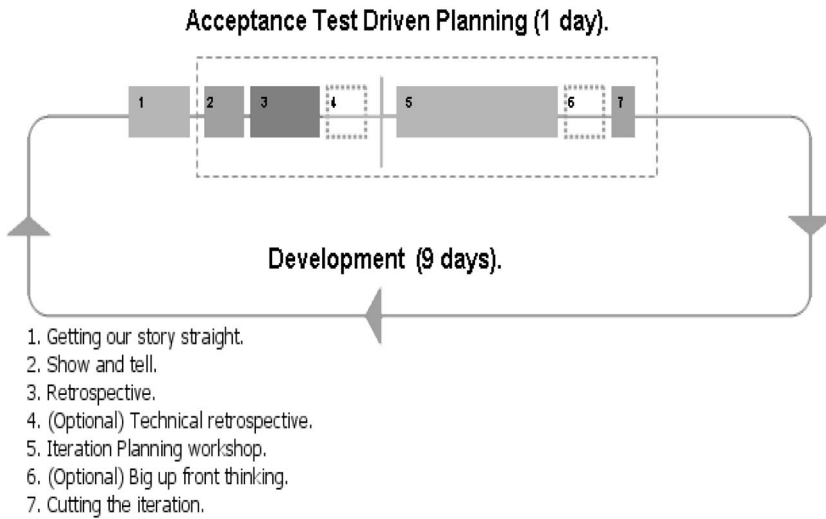 Acceptance Test Driven Planning (1 day).
1 2 3 4 5 6 7
Development (9 days).
1. Getting our story straight.
2. Show and tell.
3. Retrospective.
4. (Optional) Technical retrospective.
5. Iteration Planning workshop.
6. (Optional) Big up front thinking.
7. Cutting the iteration.